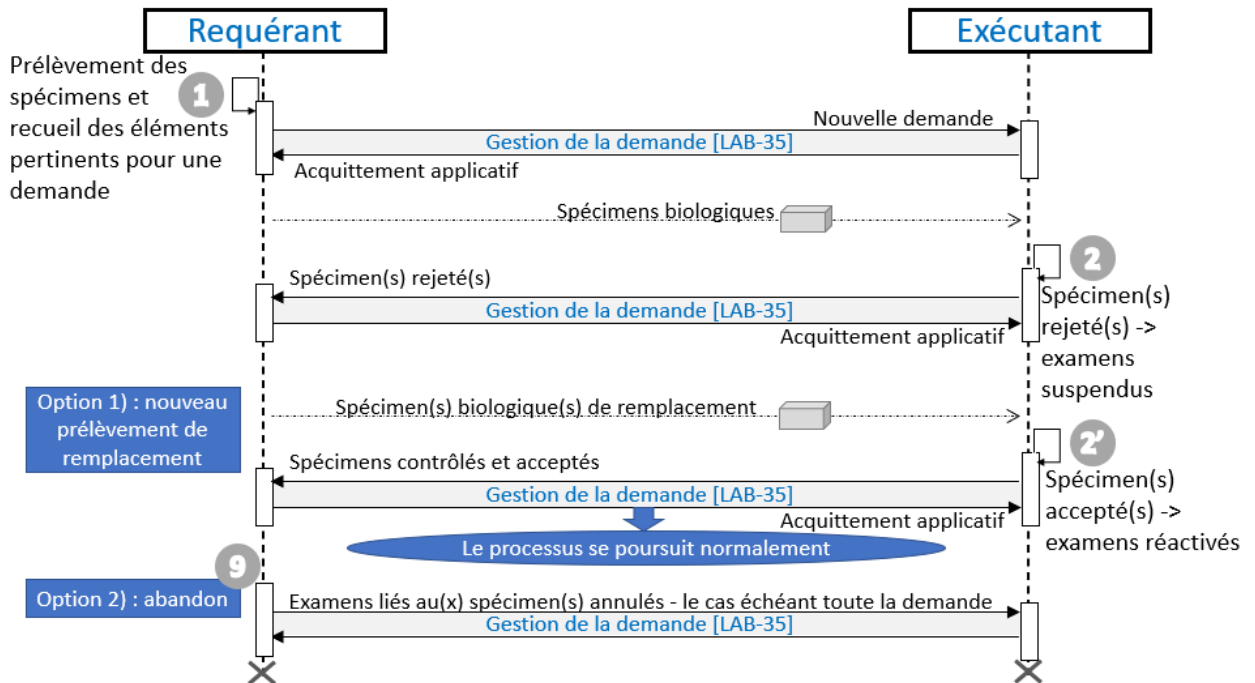 Requérant
Exécutant
Prélèvement des
spécimens et
recueil des éléments
pertinents pour une
demande
1
Nouvelle demande
Gestion de la demande [LAB-35]
Acquittement applicatif
Spécimens biologiques
2
Spécimen(s) rejeté(s)
Gestion de la demande [LAB-35]
Acquittement applicatif
Spécimen(s)
rejeté(s) ->
examens
suspendus
Option 1) : nouveau
prélèvement de
remplacement
Spécimen(s) biologique(s) de remplacement
2’
Spécimens contrôlés et acceptés
Gestion de la demande [LAB-35]
Acquittement applicatif
Spécimen(s)
accepté(s) ->
examens réactivés
Le processus se poursuit normalement
9
Option 2) : abandon
Examens liés au(x) spécimen(s) annulés - le cas échéant toute la demande
Gestion de la demande [LAB-35]